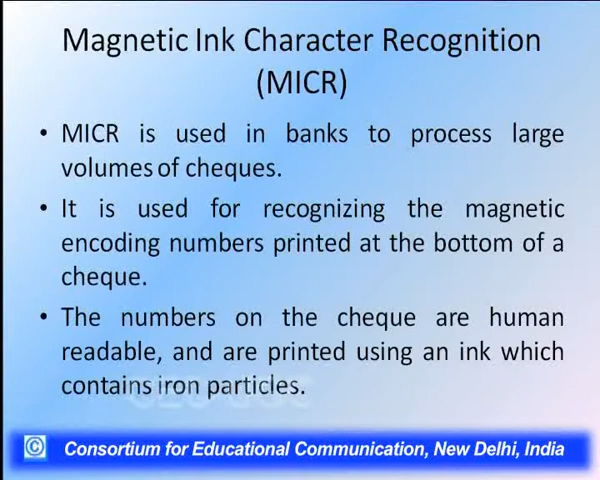 Magnetic Ink Character Recognition
(MICR)
• MICR is used in banks to process large
volumes of cheques.
• It is used for recognizing the magnetic
encoding numbers printed at the bottom of a
cheque.
• The numbers on the cheque are human
readable, and are printed using an ink which
contains iron particles.
© Consortium for Educational Communication, New Delhi, India